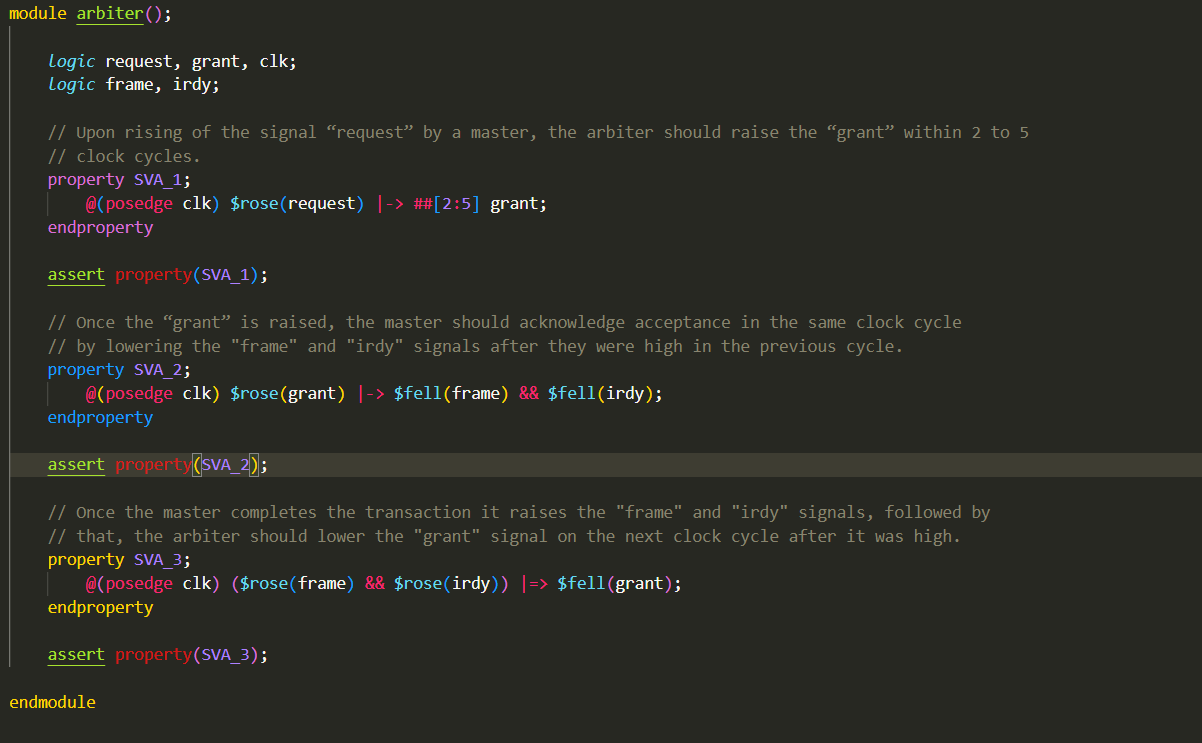 module arbiter();
logic request, grant, clk;
logic frame, irdy;
// Upon rising of the signal “request” by a master, the arbiter should raise the “grant” within 2 to 5
// clock cycles.
property SVA_1;
@(posedge clk) $rose(request) |-> ##[2:5] grant;
endproperty
assert property(SVA_1);
// Once the “grant” is raised, the master should acknowledge acceptance in the same clock cycle
// by lowering the "frame" and "irdy" signals after they were high in the previous cycle.
property SVA_2;
@(posedge clk) $rose(grant) |-> $fell(frame) && $fell(irdy);
endproperty
assert property(SVA_2);
// Once the master completes the transaction it raises the "frame" and "irdy" signals, followed by
// that, the arbiter should lower the "grant" signal on the next clock cycle after it was high.
property SVA_3;
@(posedge clk) ($rose(frame) && $rose(irdy)) |=> $fell(grant);
endproperty
assert property(SVA_3);
endmodule